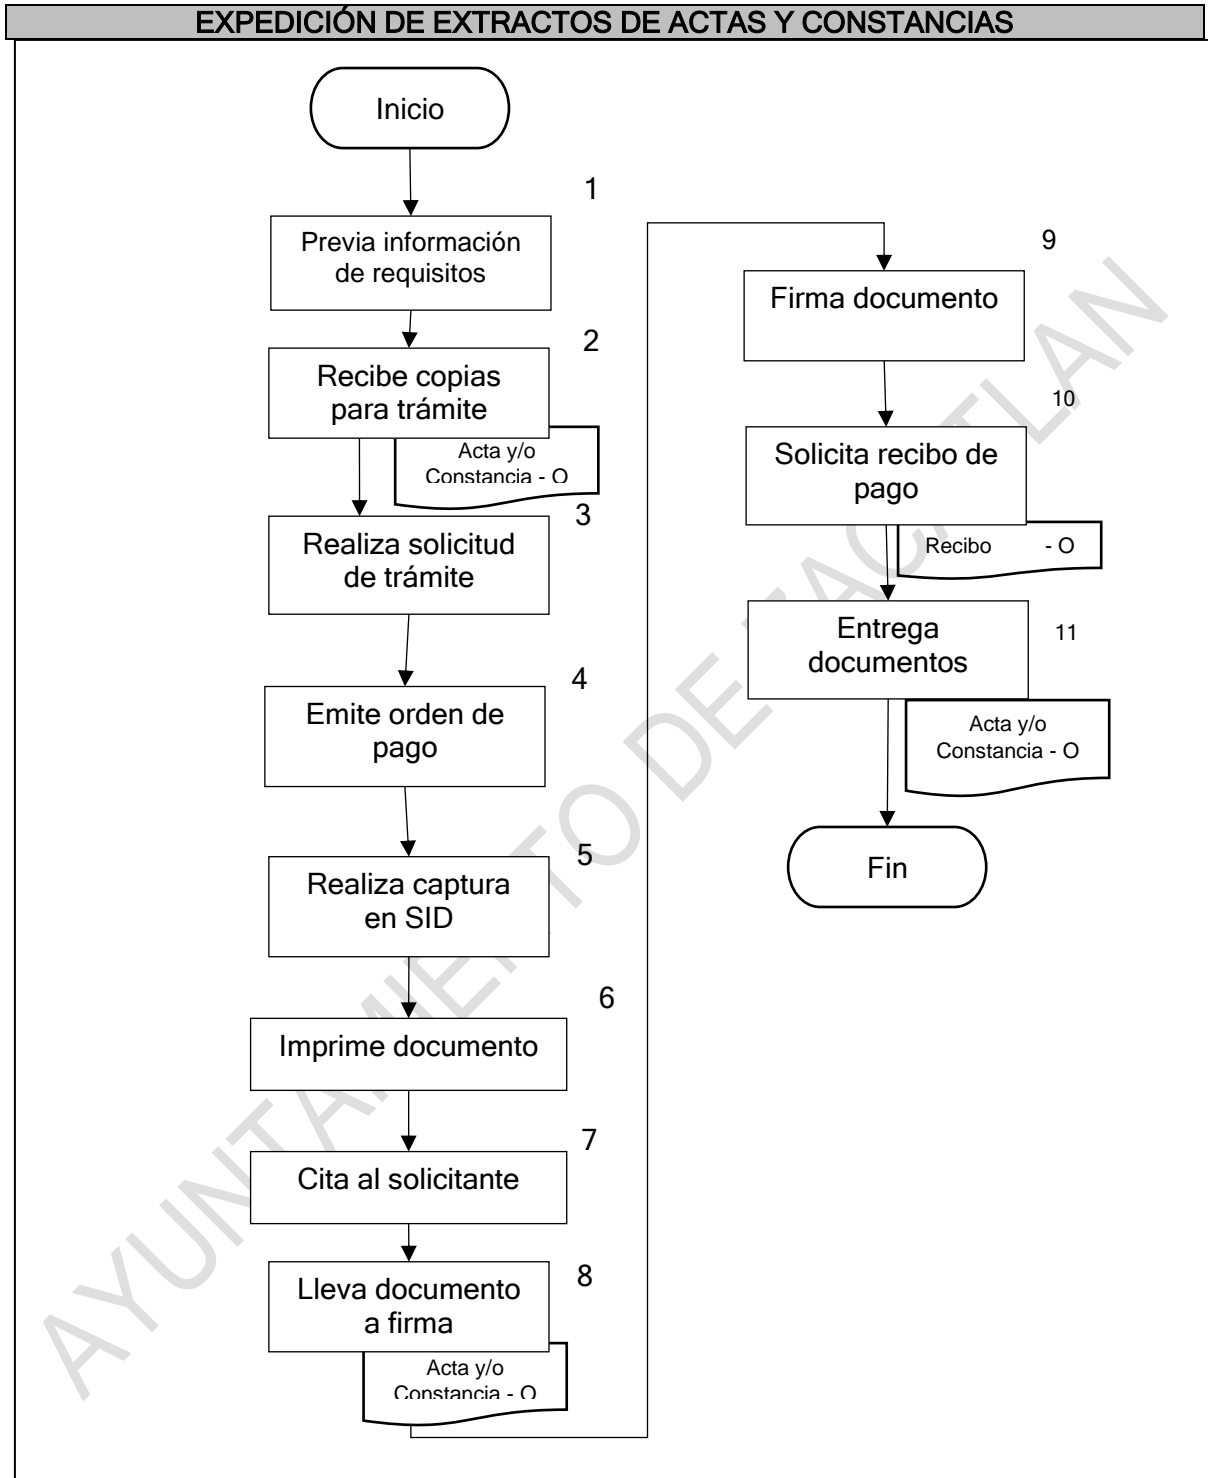 EXPEDICIÓN DE EXTRACTOS DE ACTAS Y CONSTANCIAS
Inicio
1
Previa información
de requisitos
2
Recibe copias
para trámite
Acta y/o
Constancia - O
3
Realiza solicitud
de trámite
4
Emite orden de
pago
5
Realiza captura
en SID
6
Imprime documento
7
Cita al solicitante
8
Lleva documento
a firma
Acta y/o
Constancia - O
9
Firma documento
10
Solicita recibo de
pago
Recibo - O
11
Entrega
documentos
Acta y/o
Constancia - O
Fin
AYUNTAMIENTO DE ZACATLAN